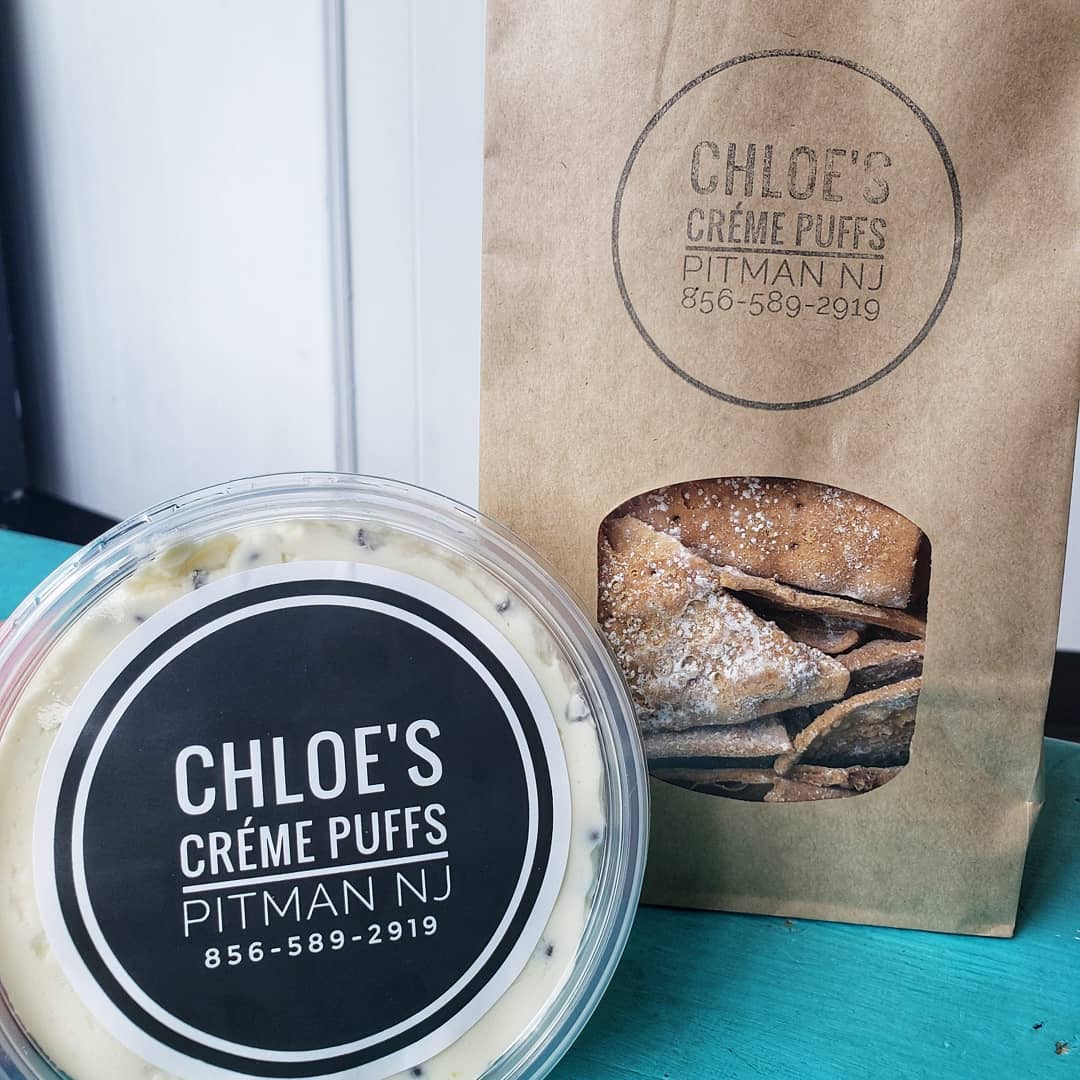 CHLOE'S
CRÉME PUFFS
PITMAN NJ
856-589-2919
CHLOE'S
CRÉME PUFFS
PITMAN NJ
856-589-2919